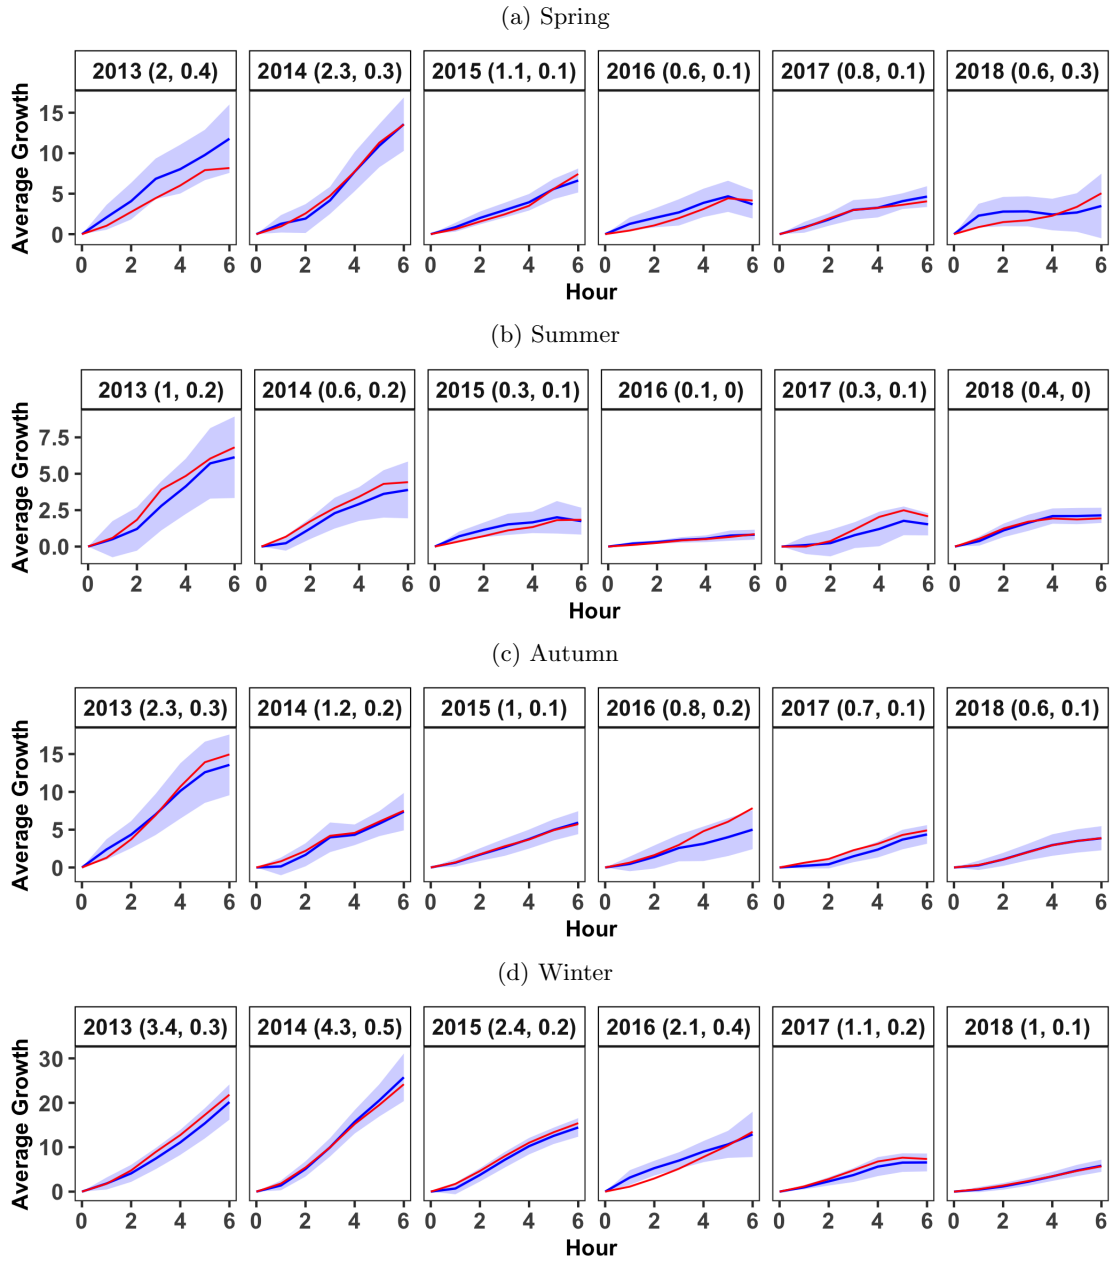 (a) Spring
2013 (2, 0.4) 2014 (2.3, 0.3) 2015 (1.1, 0.1) 2016 (0.6, 0.1) 2017 (0.8, 0.1) 2018 (0.6, 0.3)
Average Growth
15
10
5
0
0 2 4 6 0 2 4 6 0 2 4 6 0 2 4 6 0 2 4 6 0 2 4 6
Hour
(b) Summer
2013 (1, 0.2) 2014 (0.6, 0.2) 2015 (0.3, 0.1) 2016 (0.1, 0) 2017 (0.3, 0.1) 2018 (0.4, 0)
Average Growth
7.5
5.0
2.5
0.0
0 2 4 6 0 2 4 6 0 2 4 6 0 2 4 6 0 2 4 6 0 2 4 6
Hour
(c) Autumn
2013 (2.3, 0.3) 2014 (1.2, 0.2) 2015 (1, 0.1) 2016 (0.8, 0.2) 2017 (0.7, 0.1) 2018 (0.6, 0.1)
Average Growth
15
10
5
0
0 2 4 6 0 2 4 6 0 2 4 6 0 2 4 6 0 2 4 6 0 2 4 6
Hour
(d) Winter
2013 (3.4, 0.3) 2014 (4.3, 0.5) 2015 (2.4, 0.2) 2016 (2.1, 0.4) 2017 (1.1, 0.2) 2018 (1, 0.1)
Average Growth
30
20
10
0
0 2 4 6 0 2 4 6 0 2 4 6 0 2 4 6 0 2 4 6 0 2 4 6
Hour